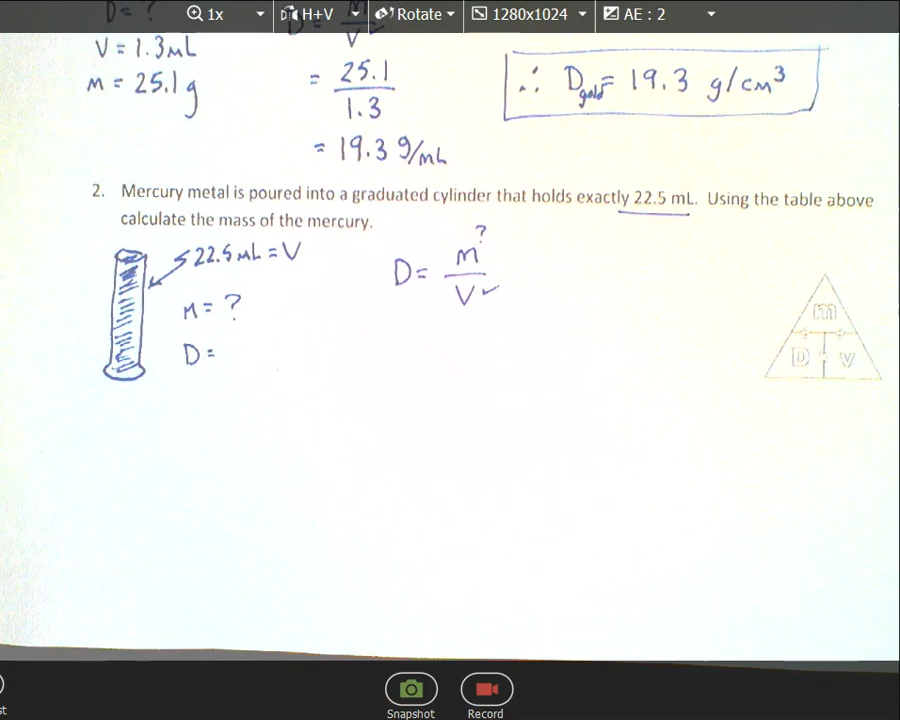 1x H+V Rotate 1280x1024 AE : 2
D = ? D = m
V
V = 1.3mL
m = 25.1 g
= 25.1
1.3
= 19.3 g/mL
∴ Dgold = 19.3 g/cm³
2. Mercury metal is poured into a graduated cylinder that holds exactly 22.5 mL. Using the table above
calculate the mass of the mercury.
22.5 mL = V
M = ?
D =
?
D = m
V ✓
m
D V
st Snapshot Record